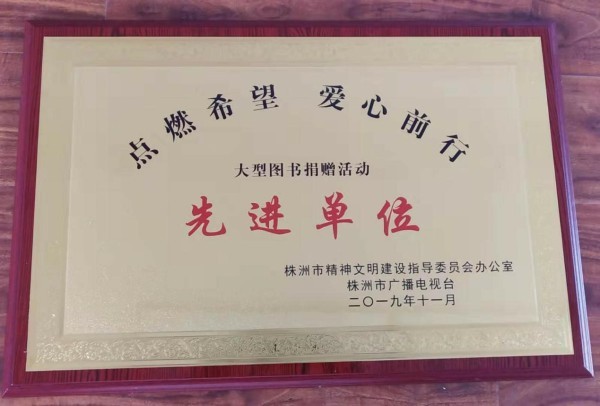 点燃希望 爱心前行
大型图书捐赠活动
先进单位
株洲市精神文明建设指导委员会办公室
株洲市广播电视台
二〇一九年十一月